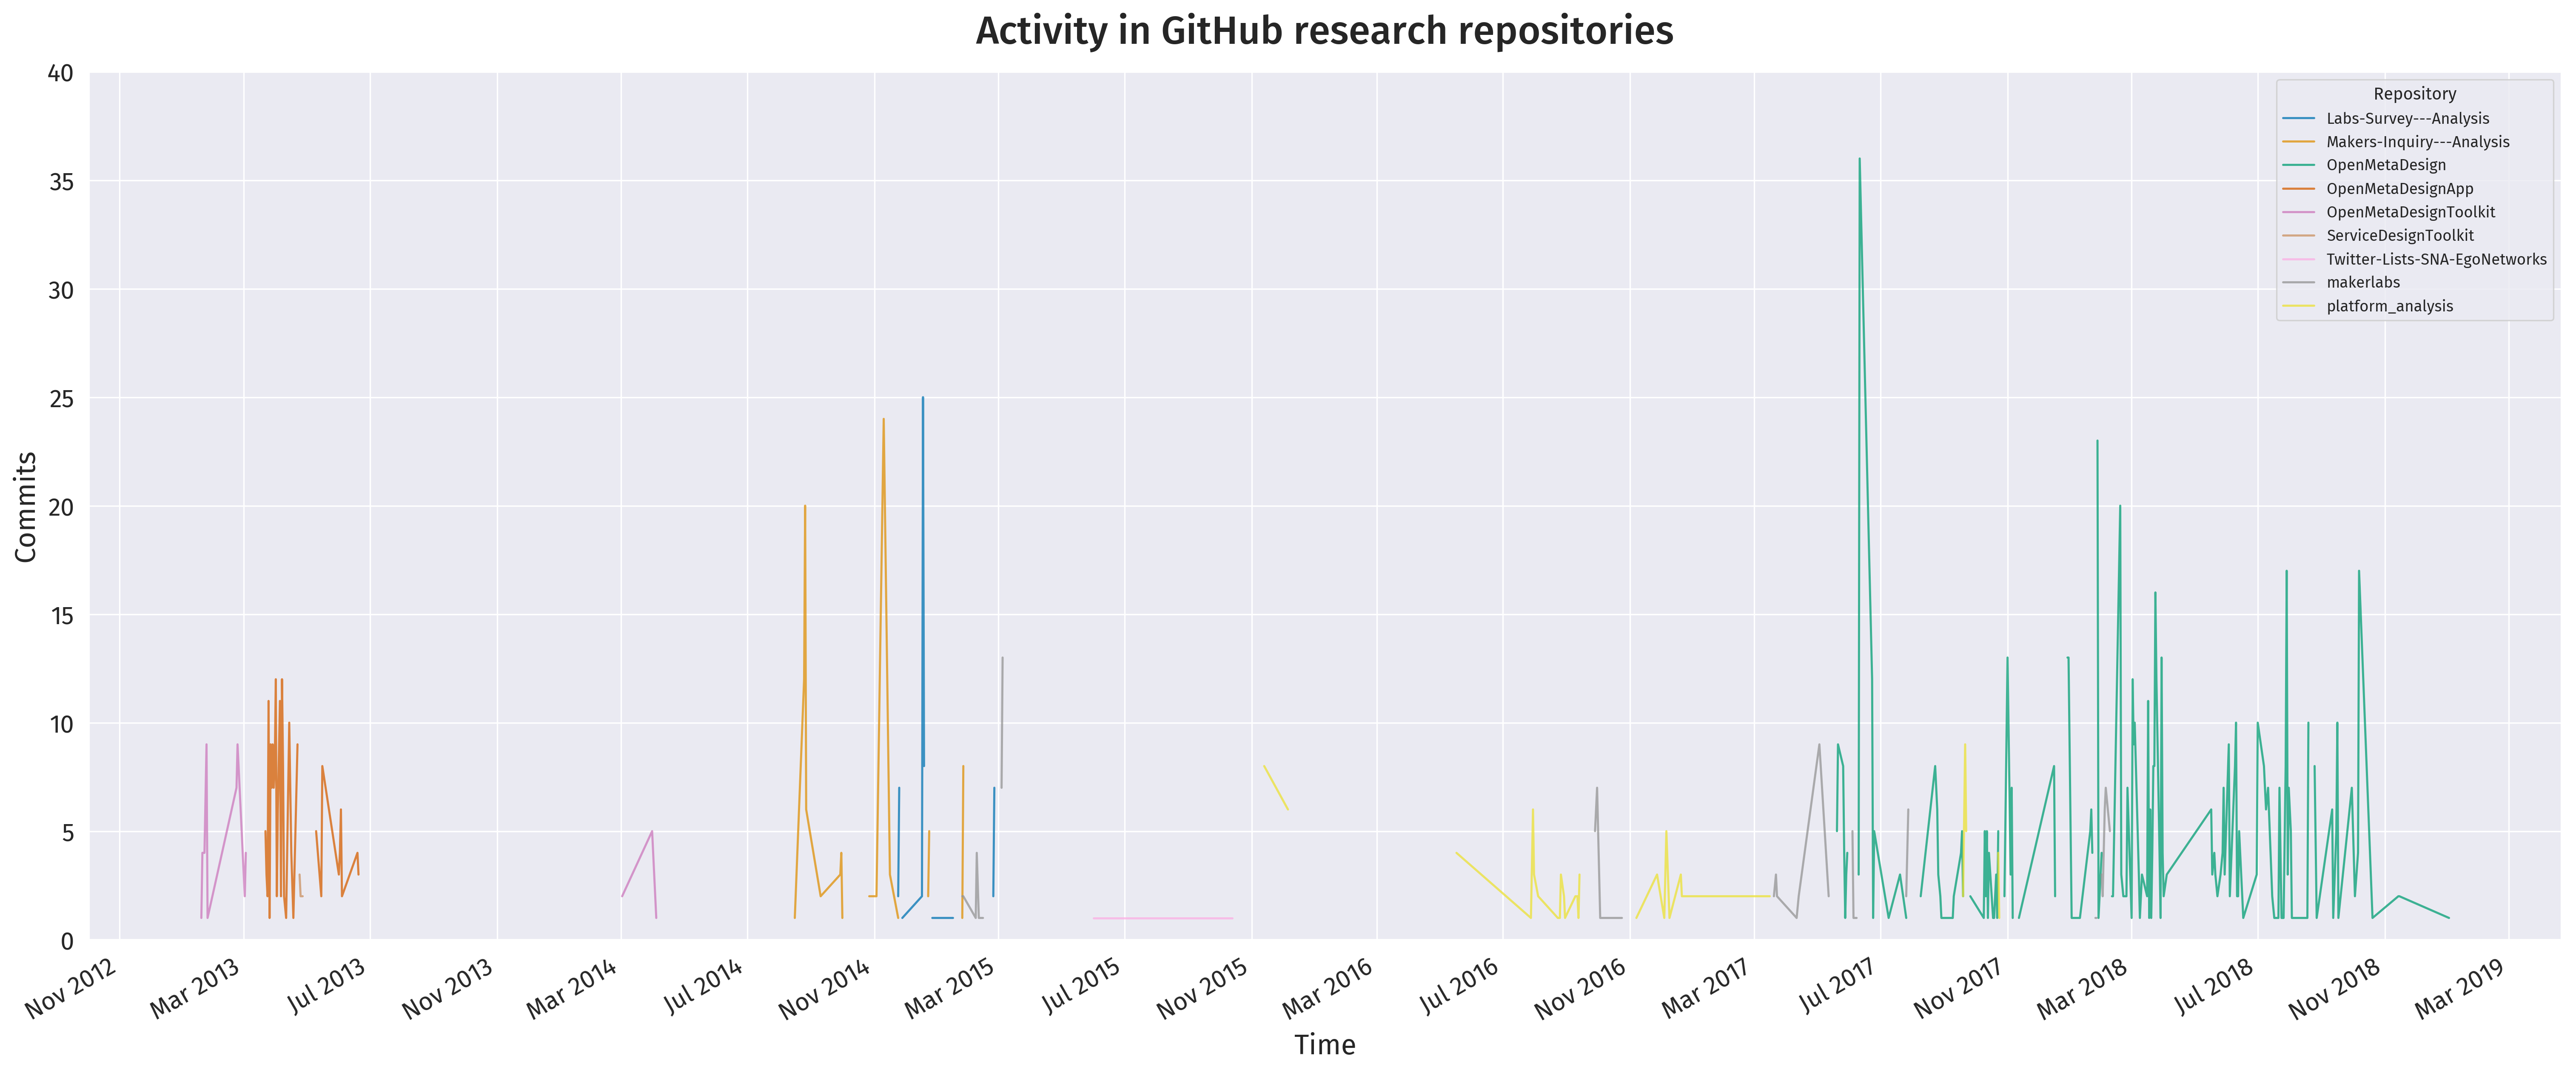 Activity in GitHub research repositories
40
35
30
25
20
15
10
5
0
Commits
Repository
Labs-Survey---Analysis
Makers-Inquiry---Analysis
OpenMetaDesign
OpenMetaDesignApp
OpenMetaDesignToolkit
ServiceDesignToolkit
Twitter-Lists-SNA-EgoNetworks
makerlabs
platform_analysis
Nov 2012
Mar 2013
Jul 2013
Nov 2013
Mar 2014
Jul 2014
Nov 2014
Mar 2015
Jul 2015
Nov 2015
Mar 2016
Jul 2016
Nov 2016
Mar 2017
Jul 2017
Nov 2017
Mar 2018
Jul 2018
Nov 2018
Mar 2019
Time